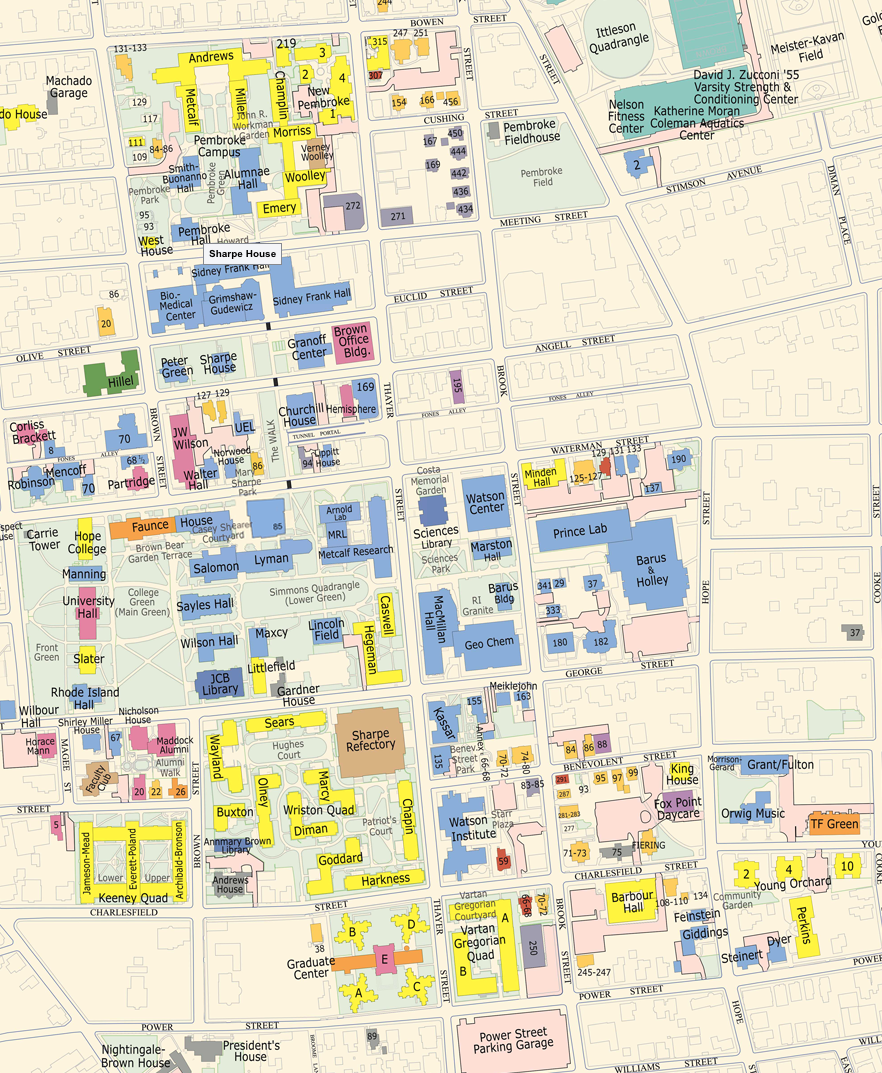 244
BOWEN STREET
Ittleson
Quadrangle
Meister-Kavan
Field
131-133
Andrews
219
3
315
247 251
STREET
STREET
Machado
Garage
2
4
307
David J. Zucconi '55
Varsity Strength &
Conditioning Center
129
Metcalf
Miller
Champlin
New
Pembroke
1
154
166
456
Nelson
Fitness
Center
Katherine Moran
Coleman Aquatics
Center
do House
117
John R.
Workman
Garden
Morriss
CUSHING STREET
111
84-86
109
Pembroke
Campus
Verney
Woolley
167
450
444
Pembroke
Fieldhouse
169
442
2
Smith-
Buonanno
Hall
Alumnae
Hall
Woolley
436
Pembroke
Field
STIMSON AVENUE
DIMAN PLACE
Pembroke
Park
Pembroke
Green
95
93
Emery
272
271
434
MEETING STREET
West
House
Pembroke
Hall
Howard
Sharpe House
Sidney Frank Hall
86
20
Bio.-
Medical
Center
Grimshaw-
Gudewicz
Sidney Frank Hall
EUCLID STREET
OLIVE STREET
Granoff
Center
Brown
Office
Bldg.
ANGELL STREET
Hillel
Peter
Green
Sharpe
House
THAYER
BROOK
195
127-129
169
Churchill
House
Hemisphere
FONES ALLEY
FONES ALLEY
Corliss
Brackett
BROWN STREET
JW
Wilson
UEL
THE WALK
TUNNEL PORTAL
8
70
FONES ALLEY
68 ½
Norwood
House
86
94
Lippitt
House
WATERMAN STREET
129 131 133
190
Robinson
Mencoff
70
Partridge
Walter
Hall
Mary
Sharpe
Park
Costa
Memorial
Garden
Minden
Hall
125-127
137
STREET
STREET
STREET
STREET
Faunce House
Casey Shearer
Courtyard
85
Arnold
Lab
Watson
Center
Carrie
Tower
Hope
College
Brown Bear
Garden Terrace
MRL
Sciences
Library
Prince Lab
Barus
&
Holley
Manning
Salomon
Lyman
Metcalf Research
Marston
Hall
Sciences
Park
University
Hall
College
Green
(Main Green)
Simmons Quadrangle
(Lower Green)
341 29 37
HOPE
COOKE
Sayles Hall
Caswell
RI
Granite
Barus
Bldg
333
MacMillan
Hall
37
Front
Green
Slater
Wilson Hall
Maxcy
Lincoln
Field
Hegeman
Geo Chem
180
182
Littlefield
GEORGE STREET
Rhode Island
Hall
JCB
Library
Gardner
House
Wilbour
Hall
Meiklejohn
Shirley Miller
House
Nicholson
House
155
163
Horace
Mann
MAGEE ST
67
Maddock
Alumni
Alumni
Walk
Wayland
Sears
Hughes
Court
Sharpe
Refectory
Kassar
Annex
66-68
84 86 88
Morrison-
Gerard
Grant/Fulton
Faculty
Club
20
22
26
STREET
Marcy
135
Benev.
Street
Park
70-72
74-80
BENEVOLENT STREET
King
House
STREET
Olney
Wriston Quad
83-85
291
95 97 99
93
Fox Point
Daycare
Orwig Music
Buxton
Diman
Chapin
Patriot's
Court
Watson
Institute
Starr
Plaza
287
281-283
277
TF Green
5
Jameson-Mead
Everett-Poland
Archibald-Bronson
BROWN
Annmary Brown
Library
Goddard
59
71-73
75
FIERING
YOU
Lower
Upper
Andrews
House
Harkness
CHARLESFIELD STREET
2
4
10
COOKE
Keeney Quad
CHARLESFIELD
STREET
THAYER
STREET
Vartan
Gregorian
Courtyard
66-68
70-72
BROOK
STREET
Barbour
Hall
108-110
134
Community
Garden
Young Orchard
B
D
A
Feinstein
Giddings
Perkins
38
Graduate
Center
E
Vartan
Gregorian
Quad
B
250
Steinert
Dyer
A
C
245-247
POWER
POWER STREET
POWER STREET
HOPE
Nightingale-
Brown House
President's
House
89
Power Street
Parking Garage
WILLIAMS STREET